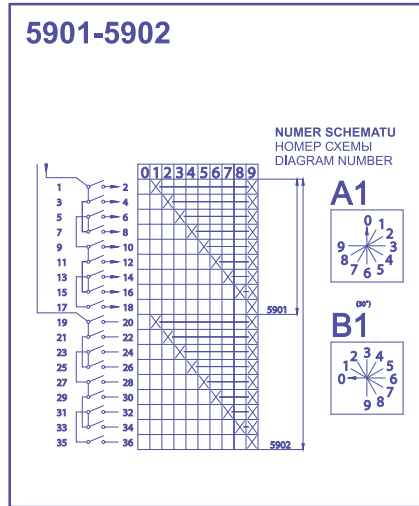 5901-5902
NUMER SCHEMATU
НОМЕР СХЕМЫ
DIAGRAM NUMBER
0 1 2 3 4 5 6 7 8 9
1 2
3 4
5 6
7 8
9 10
11 12
13 14
15 16
17 18
5901
19 20
21 22
23 24
25 26
27 28
29 30
31 32
33 34
35 36
5902
A1
0 1 2 3 4 5 6 7 8 9
(30°)
B1
0 1 2 3 4 5 6 8 9